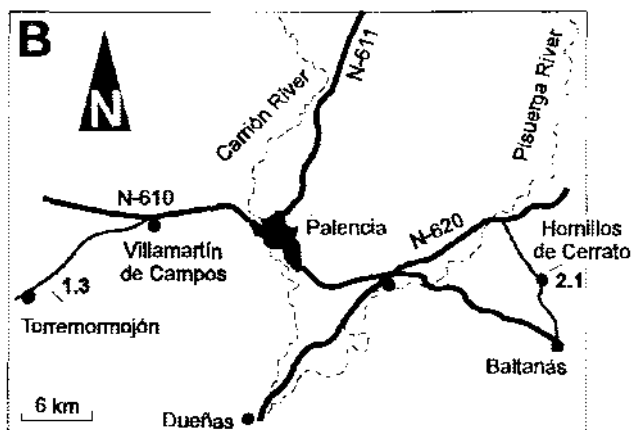 B
N
Carrión River
N-611
Pisuerga River
N-610
Palencia
N-620
Hornillos
de Cerrato
Villamartín
de Campos
1.3
2.1
Torremormojón
Baltanás
6 km
Dueñas